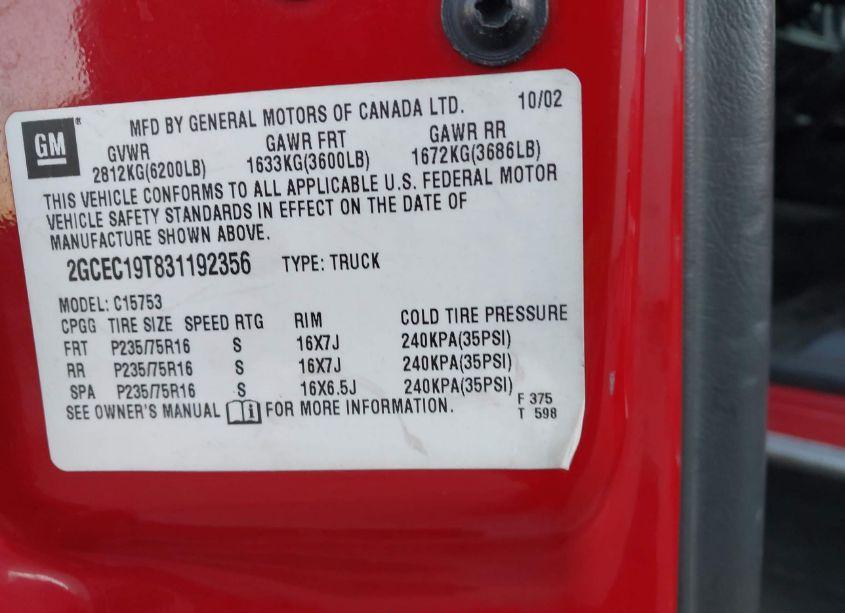 GM® MFD BY GENERAL MOTORS OF CANADA LTD. 10/02
GVWR GAWR FRT GAWR RR
2812KG(6200LB) 1633KG(3600LB) 1672KG(3686LB)
THIS VEHICLE CONFORMS TO ALL APPLICABLE U.S. FEDERAL MOTOR
VEHICLE SAFETY STANDARDS IN EFFECT ON THE DATE OF
MANUFACTURE SHOWN ABOVE.
2GCEC19T831192356 TYPE: TRUCK
MODEL: C15753
CPGG TIRE SIZE SPEED RTG RIM COLD TIRE PRESSURE
FRT P235/75R16 S 16X7J 240KPA(35PSI)
RR P235/75R16 S 16X7J 240KPA(35PSI)
SPA P235/75R16 S 16X6.5J 240KPA(35PSI)
SEE OWNER'S MANUAL FOR MORE INFORMATION. F 375
T 598